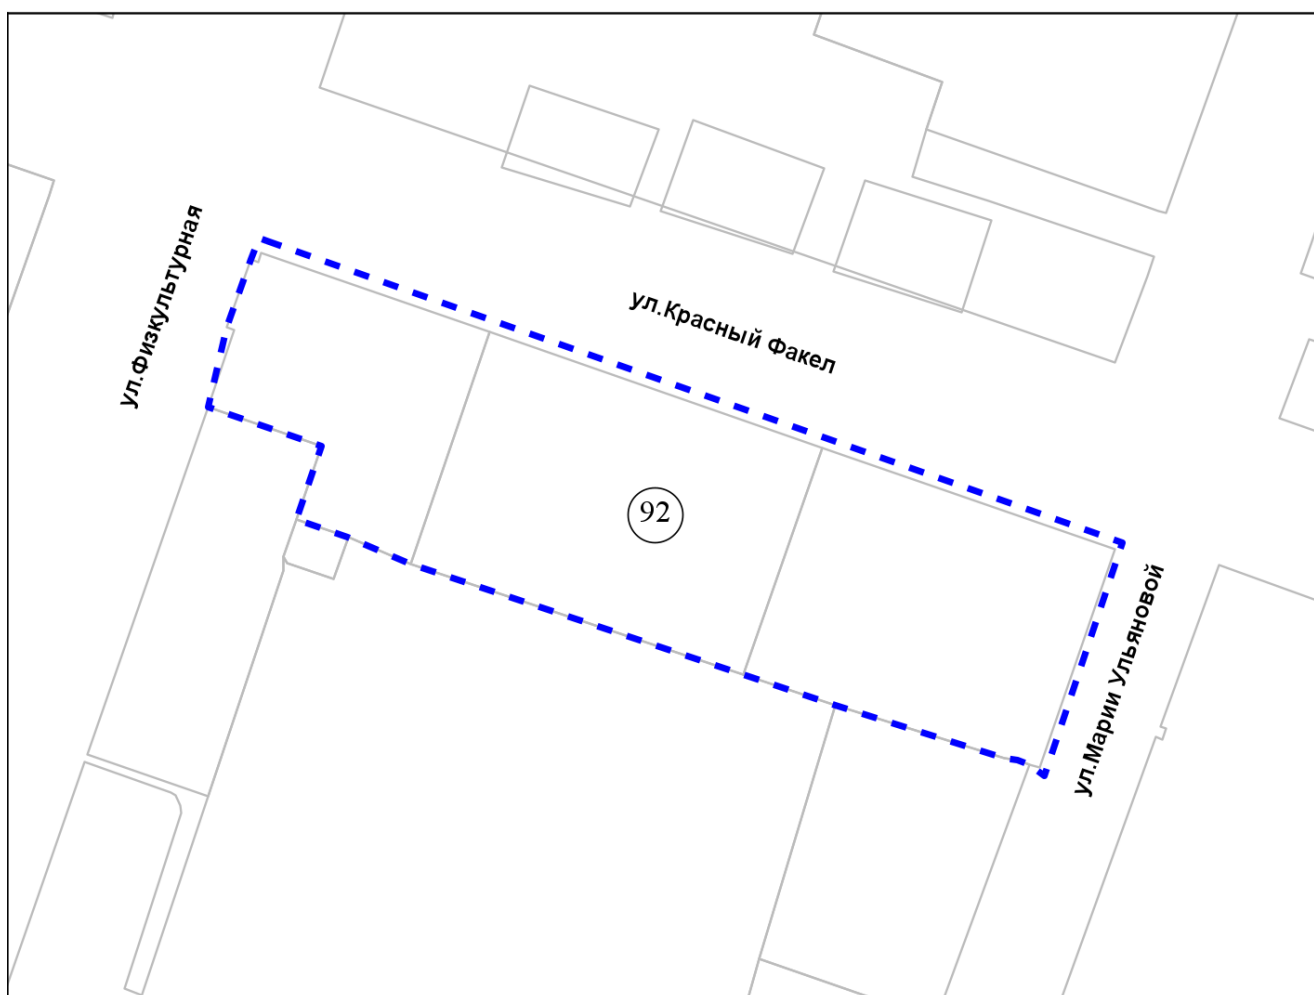 ул.Физкультурная
ул.Красный Факел
92
ул.Марии Ульяновой